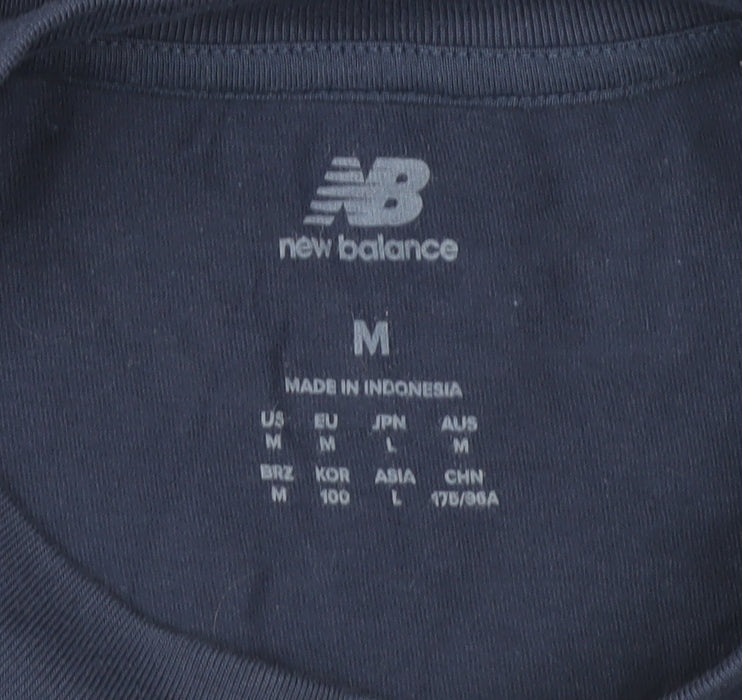 NB
new balance
M
MADE IN INDONESIA
US EU JPN AUS
M M L M
BRZ KOR ASIA CHN
M 100 L 175/96A